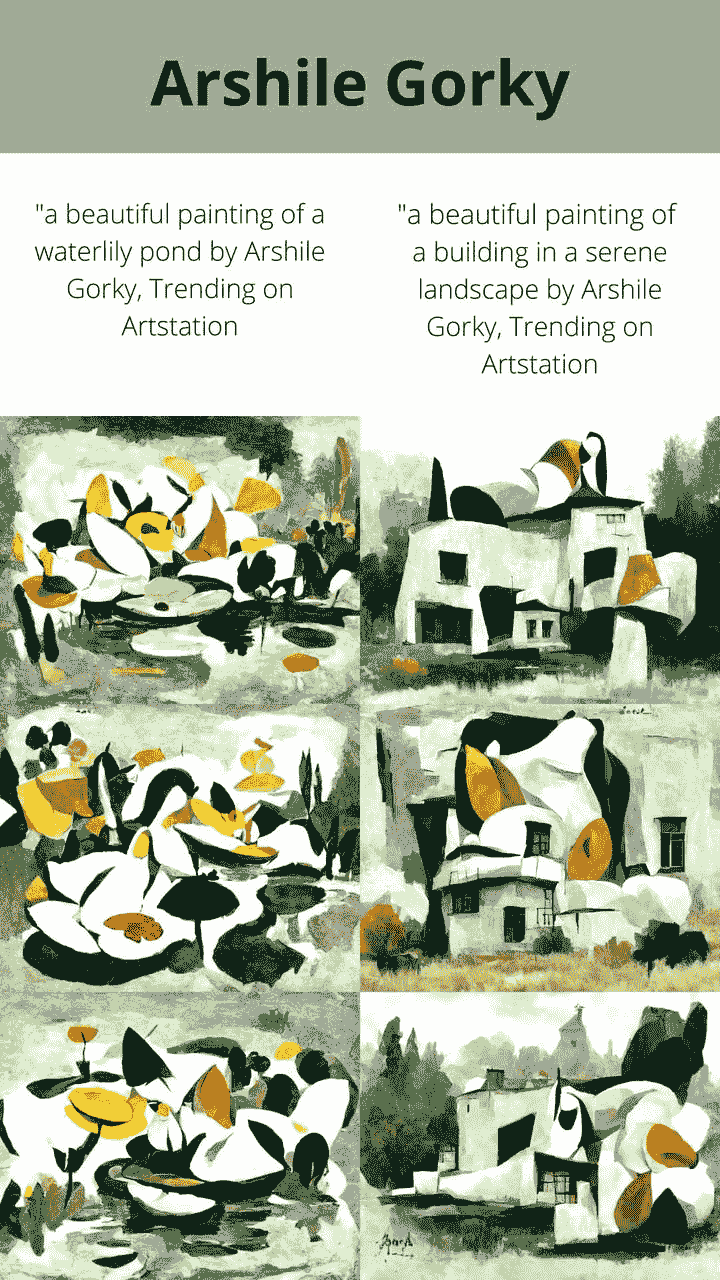 Arshile Gorky
"a beautiful painting of a
waterlily pond by Arshile
Gorky, Trending on
Artstation
"a beautiful painting of
a building in a serene
landscape by Arshile
Gorky, Trending on
Artstation